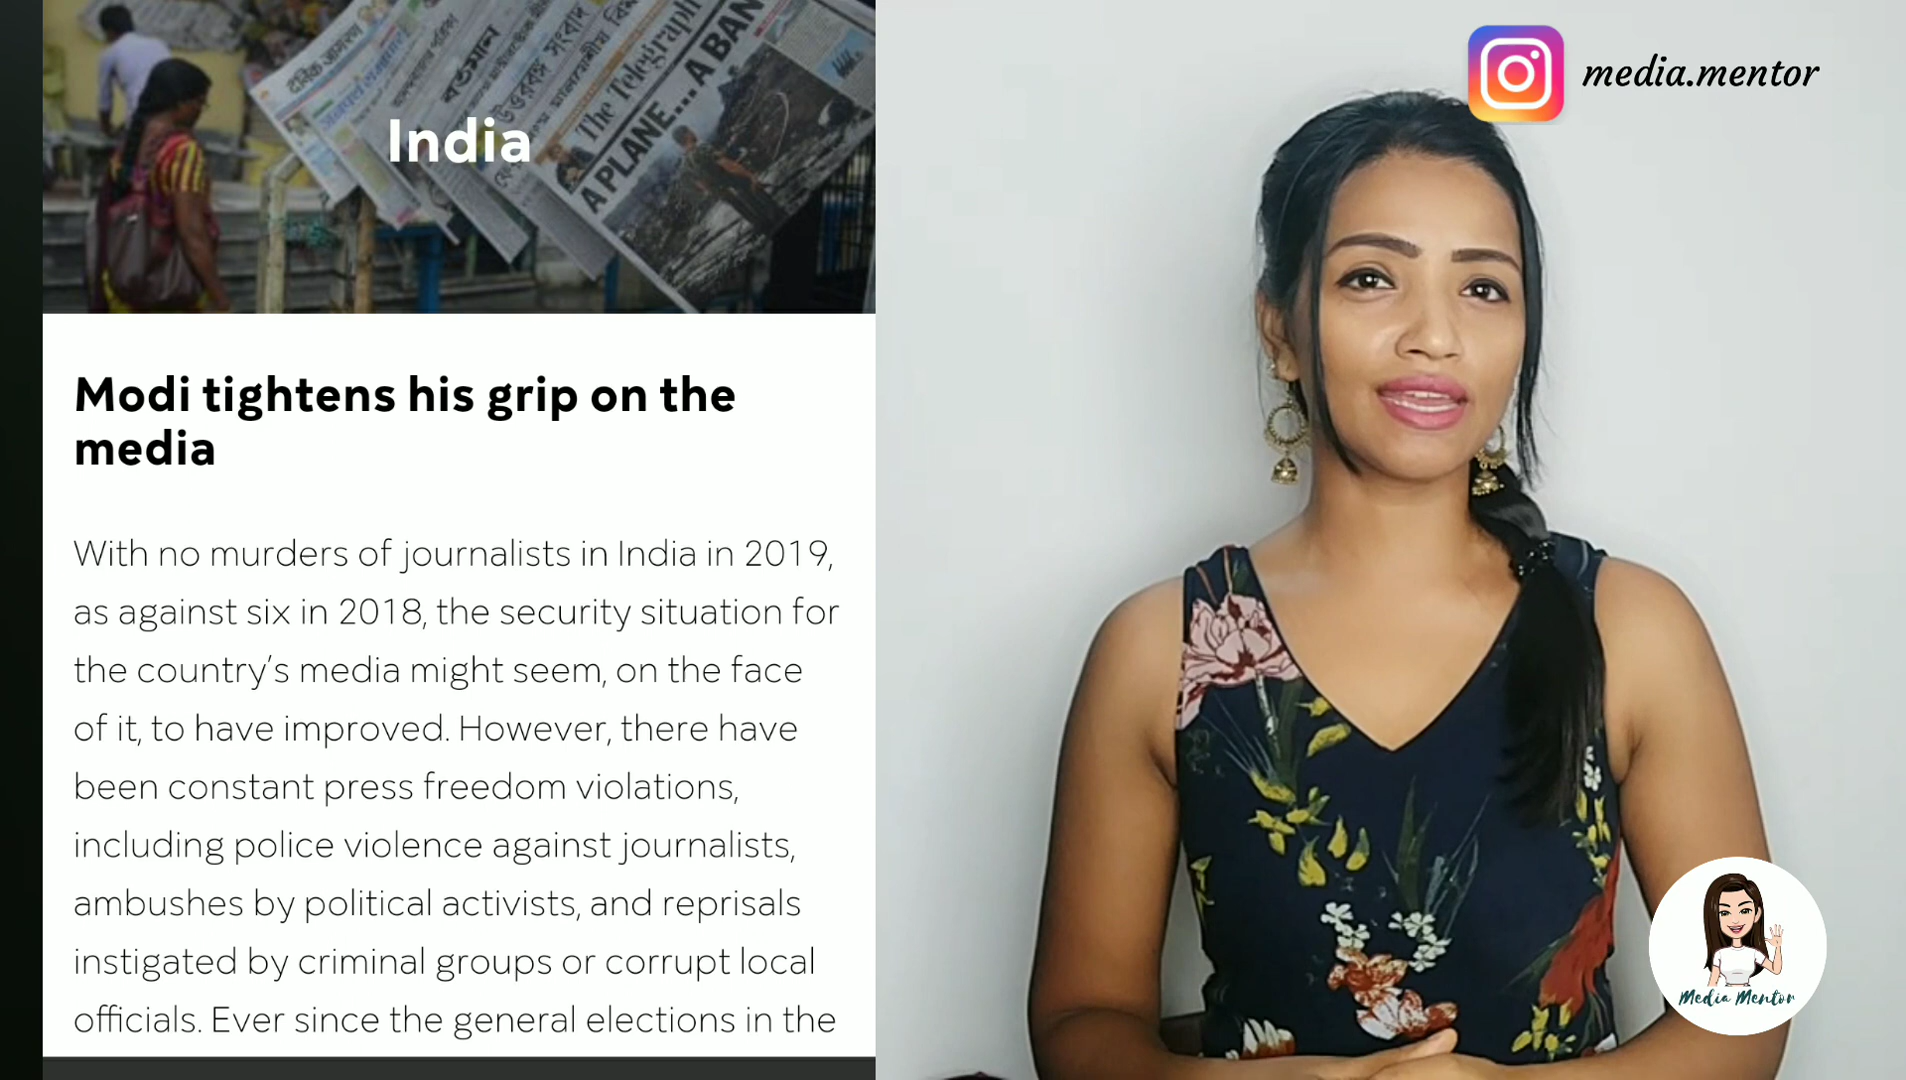 media.mentor
বর্তমান
উত্তরবঙ্গ সংবাদ
The Telegraph
A PLANE... A BAN
India
Modi tightens his grip on the
media
With no murders of journalists in India in 2019,
as against six in 2018, the security situation for
the country’s media might seem, on the face
of it, to have improved. However, there have
been constant press freedom violations,
including police violence against journalists,
ambushes by political activists, and reprisals
instigated by criminal groups or corrupt local
officials. Ever since the general elections in the
Media Mentor